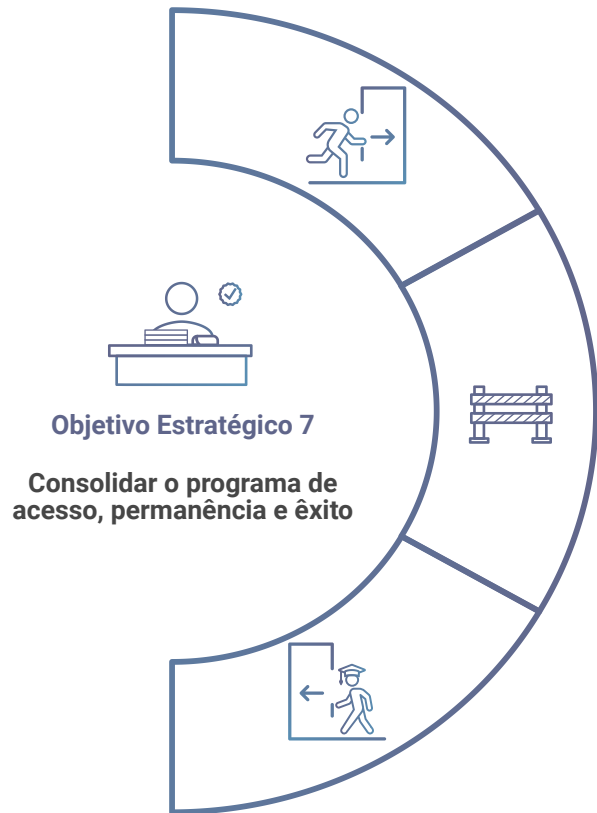 Objetivo Estratégico 7
Consolidar o programa de
acesso, permanência e êxito